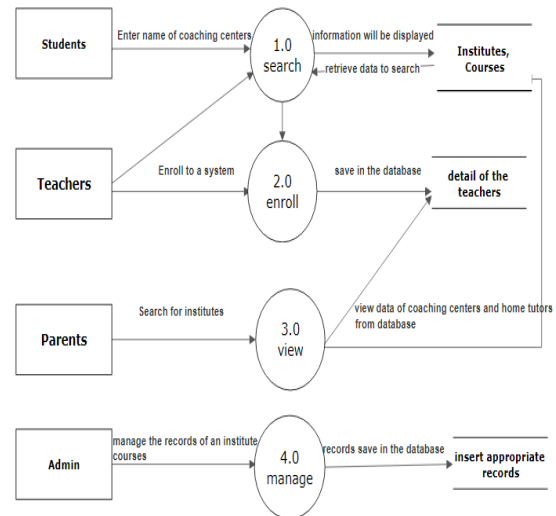 Students
Enter name of coaching centers
1.0
search
information will be displayed
retrieve data to search
Institutes,
Courses
Teachers
Enroll to a system
2.0
enroll
save in the database
detail of the
teachers
Parents
Search for institutes
3.0
view
view data of coaching centers and home tutors
from database
Admin
manage the records of an institute
courses
4.0
manage
records save in the database
insert appropriate
records